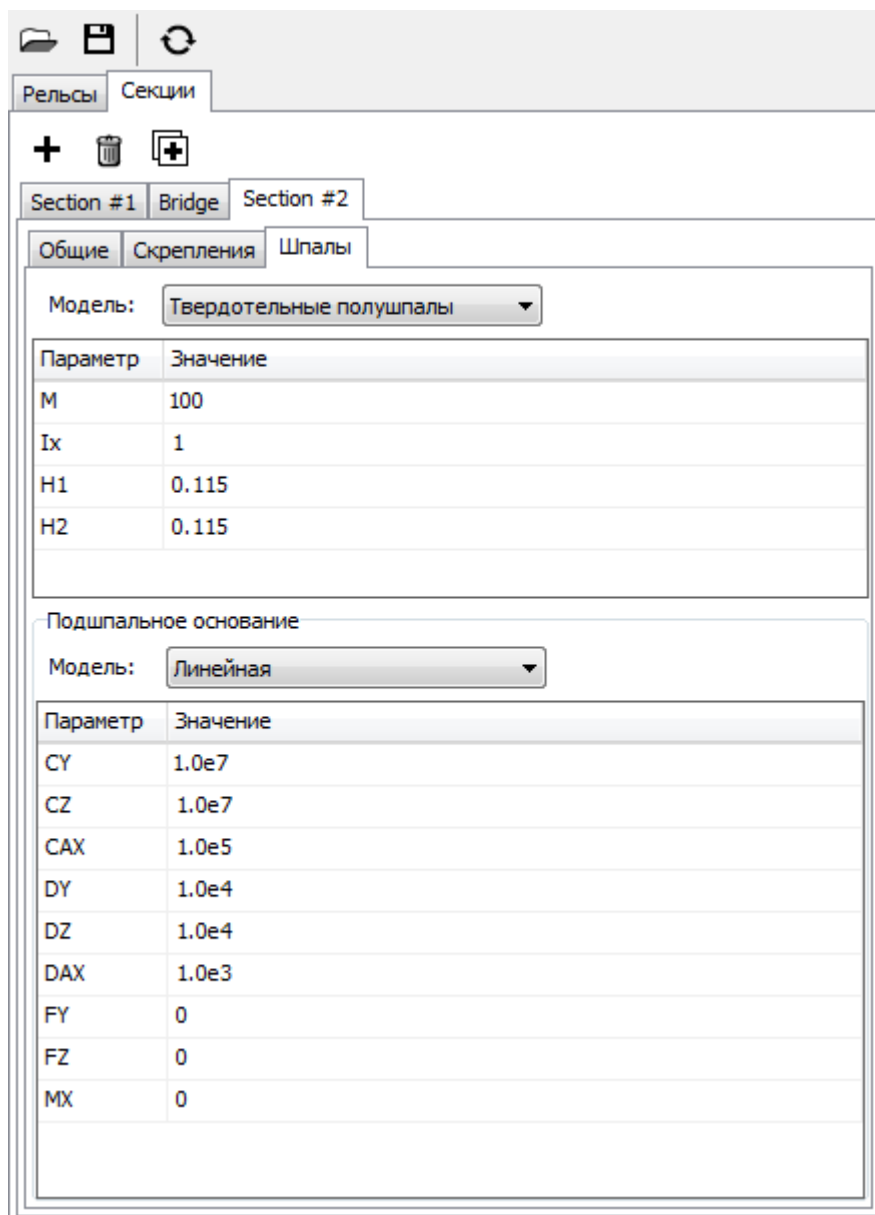 Рельсы Секции
Section #1 Bridge Section #2
Общие Скрепления Шпалы
Модель: Твердотельные полушпалы
Параметр Значение
M 100
Ix 1
H1 0.115
H2 0.115
Подшпальное основание
Модель: Линейная
Параметр Значение
CY 1.0e7
CZ 1.0e7
CAX 1.0e5
DY 1.0e4
DZ 1.0e4
DAX 1.0e3
FY 0
FZ 0
MX 0